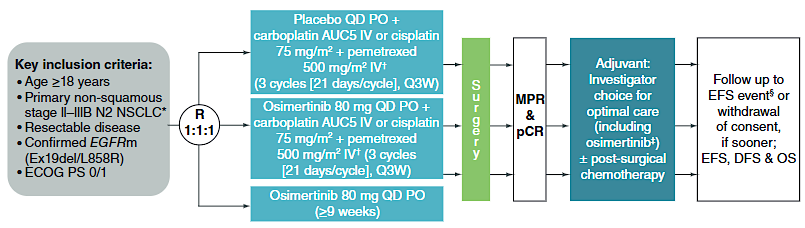 Key inclusion criteria:
• Age ≥18 years
• Primary non-squamous
stage II–IIIB N2 NSCLC*
• Resectable disease
• Confirmed EGFRm
(Ex19del/L858R)
• ECOG PS 0/1
R
1:1:1
Placebo QD PO +
carboplatin AUC5 IV or cisplatin
75 mg/m² + pemetrexed
500 mg/m² IV†
(3 cycles [21 days/cycle], Q3W)
Osimertinib 80 mg QD PO +
carboplatin AUC5 IV or cisplatin
75 mg/m² + pemetrexed
500 mg/m² IV† (3 cycles
[21 days/cycle], Q3W)
Osimertinib 80 mg QD PO
(≥9 weeks)
Surgery
MPR
&
pCR
Adjuvant:
Investigator
choice for
optimal care
(including
osimertinib‡)
± post-surgical
chemotherapy
Follow up to
EFS event§ or
withdrawal
of consent,
if sooner;
EFS, DFS & OS